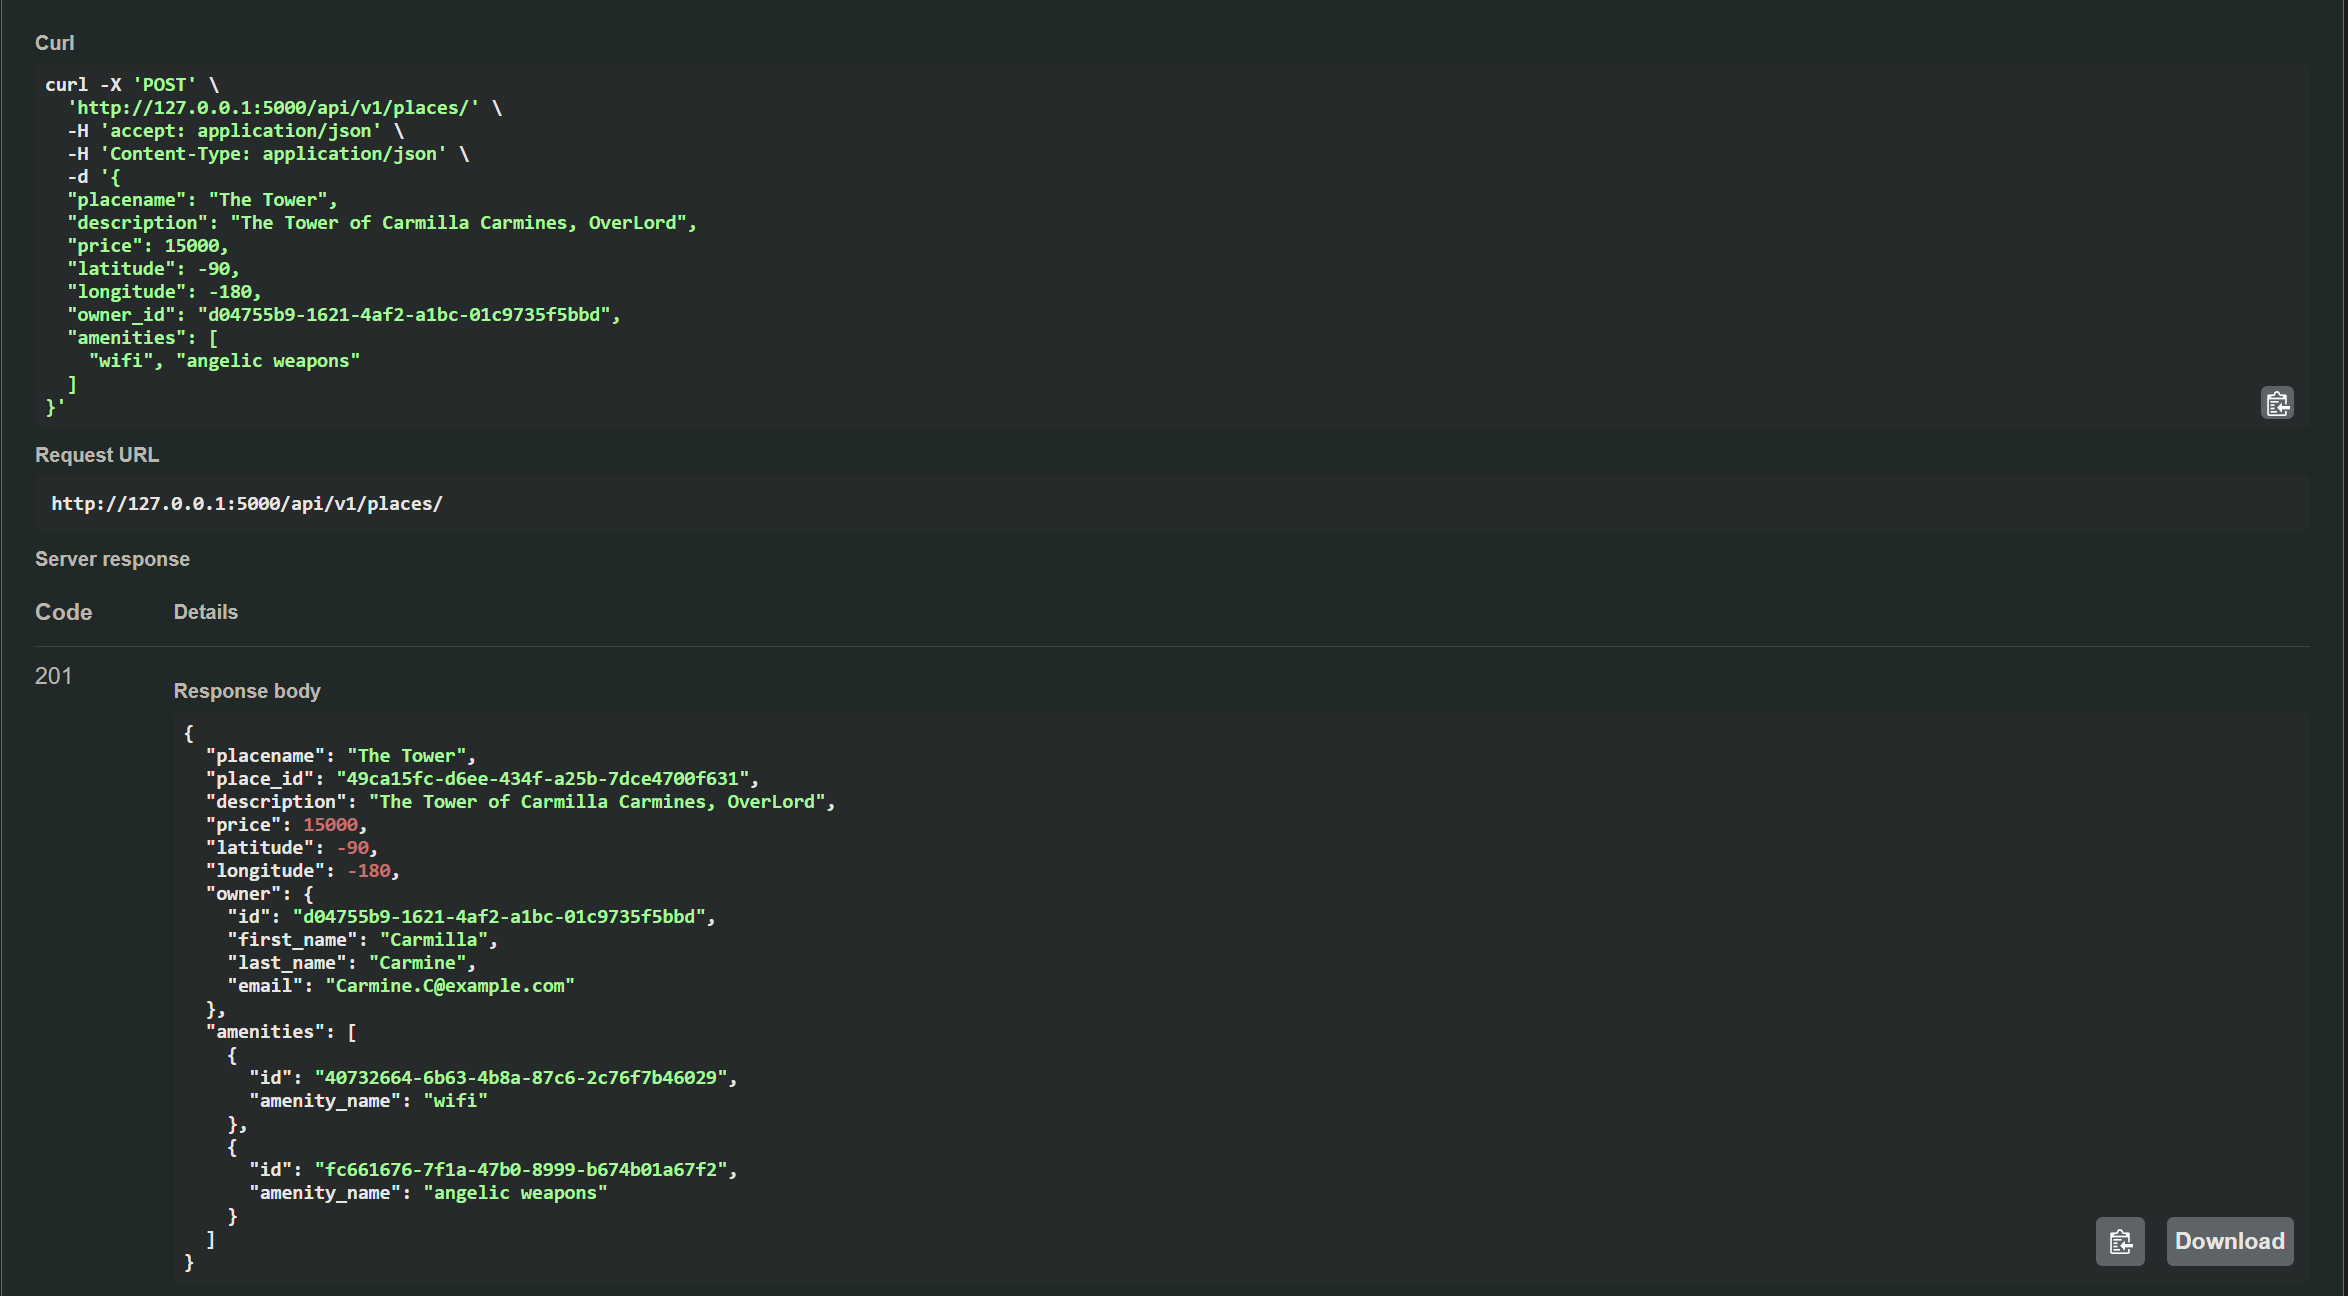 Curl
curl -X 'POST' \
  'http://127.0.0.1:5000/api/v1/places/' \
  -H 'accept: application/json' \
  -H 'Content-Type: application/json' \
  -d '{
  "placename": "The Tower",
  "description": "The Tower of Carmilla Carmines, OverLord",
  "price": 15000,
  "latitude": -90,
  "longitude": -180,
  "owner_id": "d04755b9-1621-4af2-a1bc-01c9735f5bbd",
  "amenities": [
    "wifi", "angelic weapons"
  ]
}'
Request URL
http://127.0.0.1:5000/api/v1/places/
Server response
Code Details
201
Response body
{
  "placename": "The Tower",
  "place_id": "49ca15fc-d6ee-434f-a25b-7dce4700f631",
  "description": "The Tower of Carmilla Carmines, OverLord",
  "price": 15000,
  "latitude": -90,
  "longitude": -180,
  "owner": {
    "id": "d04755b9-1621-4af2-a1bc-01c9735f5bbd",
    "first_name": "Carmilla",
    "last_name": "Carmine",
    "email": "Carmine.C@example.com"
  },
  "amenities": [
    {
      "id": "40732664-6b63-4b8a-87c6-2c76f7b46029",
      "amenity_name": "wifi"
    },
    {
      "id": "fc661676-7f1a-47b0-8999-b674b01a67f2",
      "amenity_name": "angelic weapons"
    }
  ]
}
Download